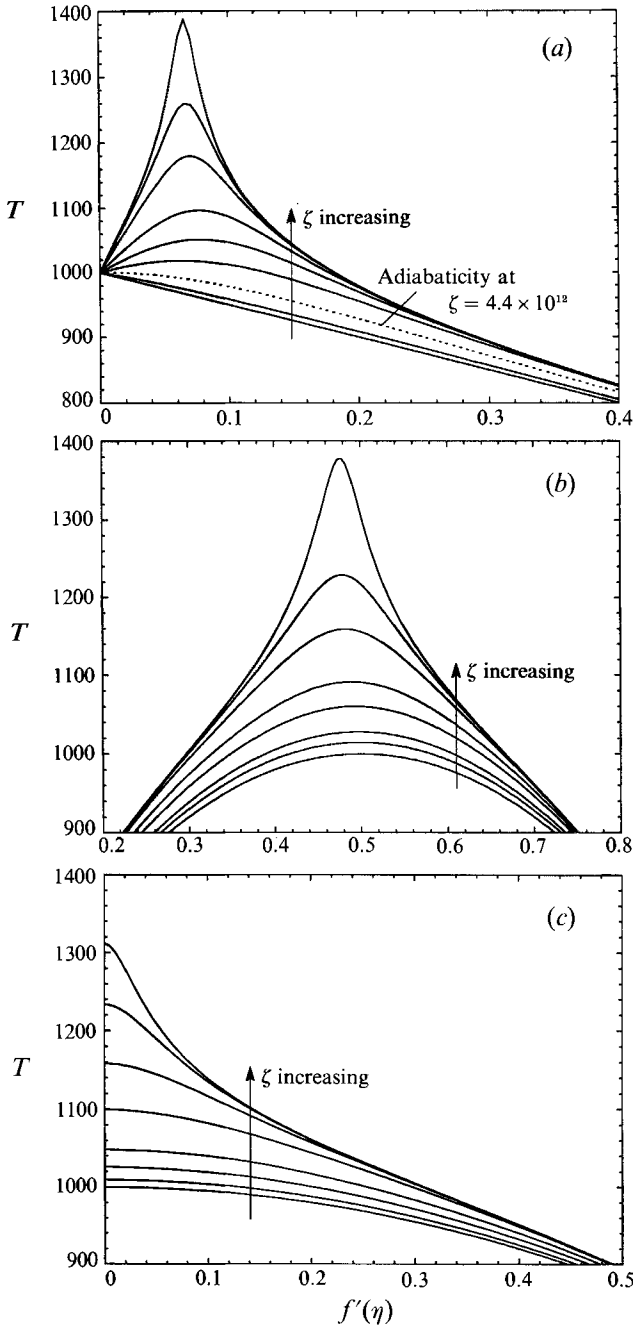 1400
(a)
1300
1200
T
1100
ζ increasing
1000
Adiabaticity at
ζ = 4.4 × 10¹²
900
800
0 0.1 0.2 0.3 0.4
1400
(b)
1300
1200
T
1100
ζ increasing
1000
900
0.2 0.3 0.4 0.5 0.6 0.7 0.8
1400
(c)
1300
1200
T
1100
ζ increasing
1000
900
0 0.1 0.2 0.3 0.4 0.5
f′(η)